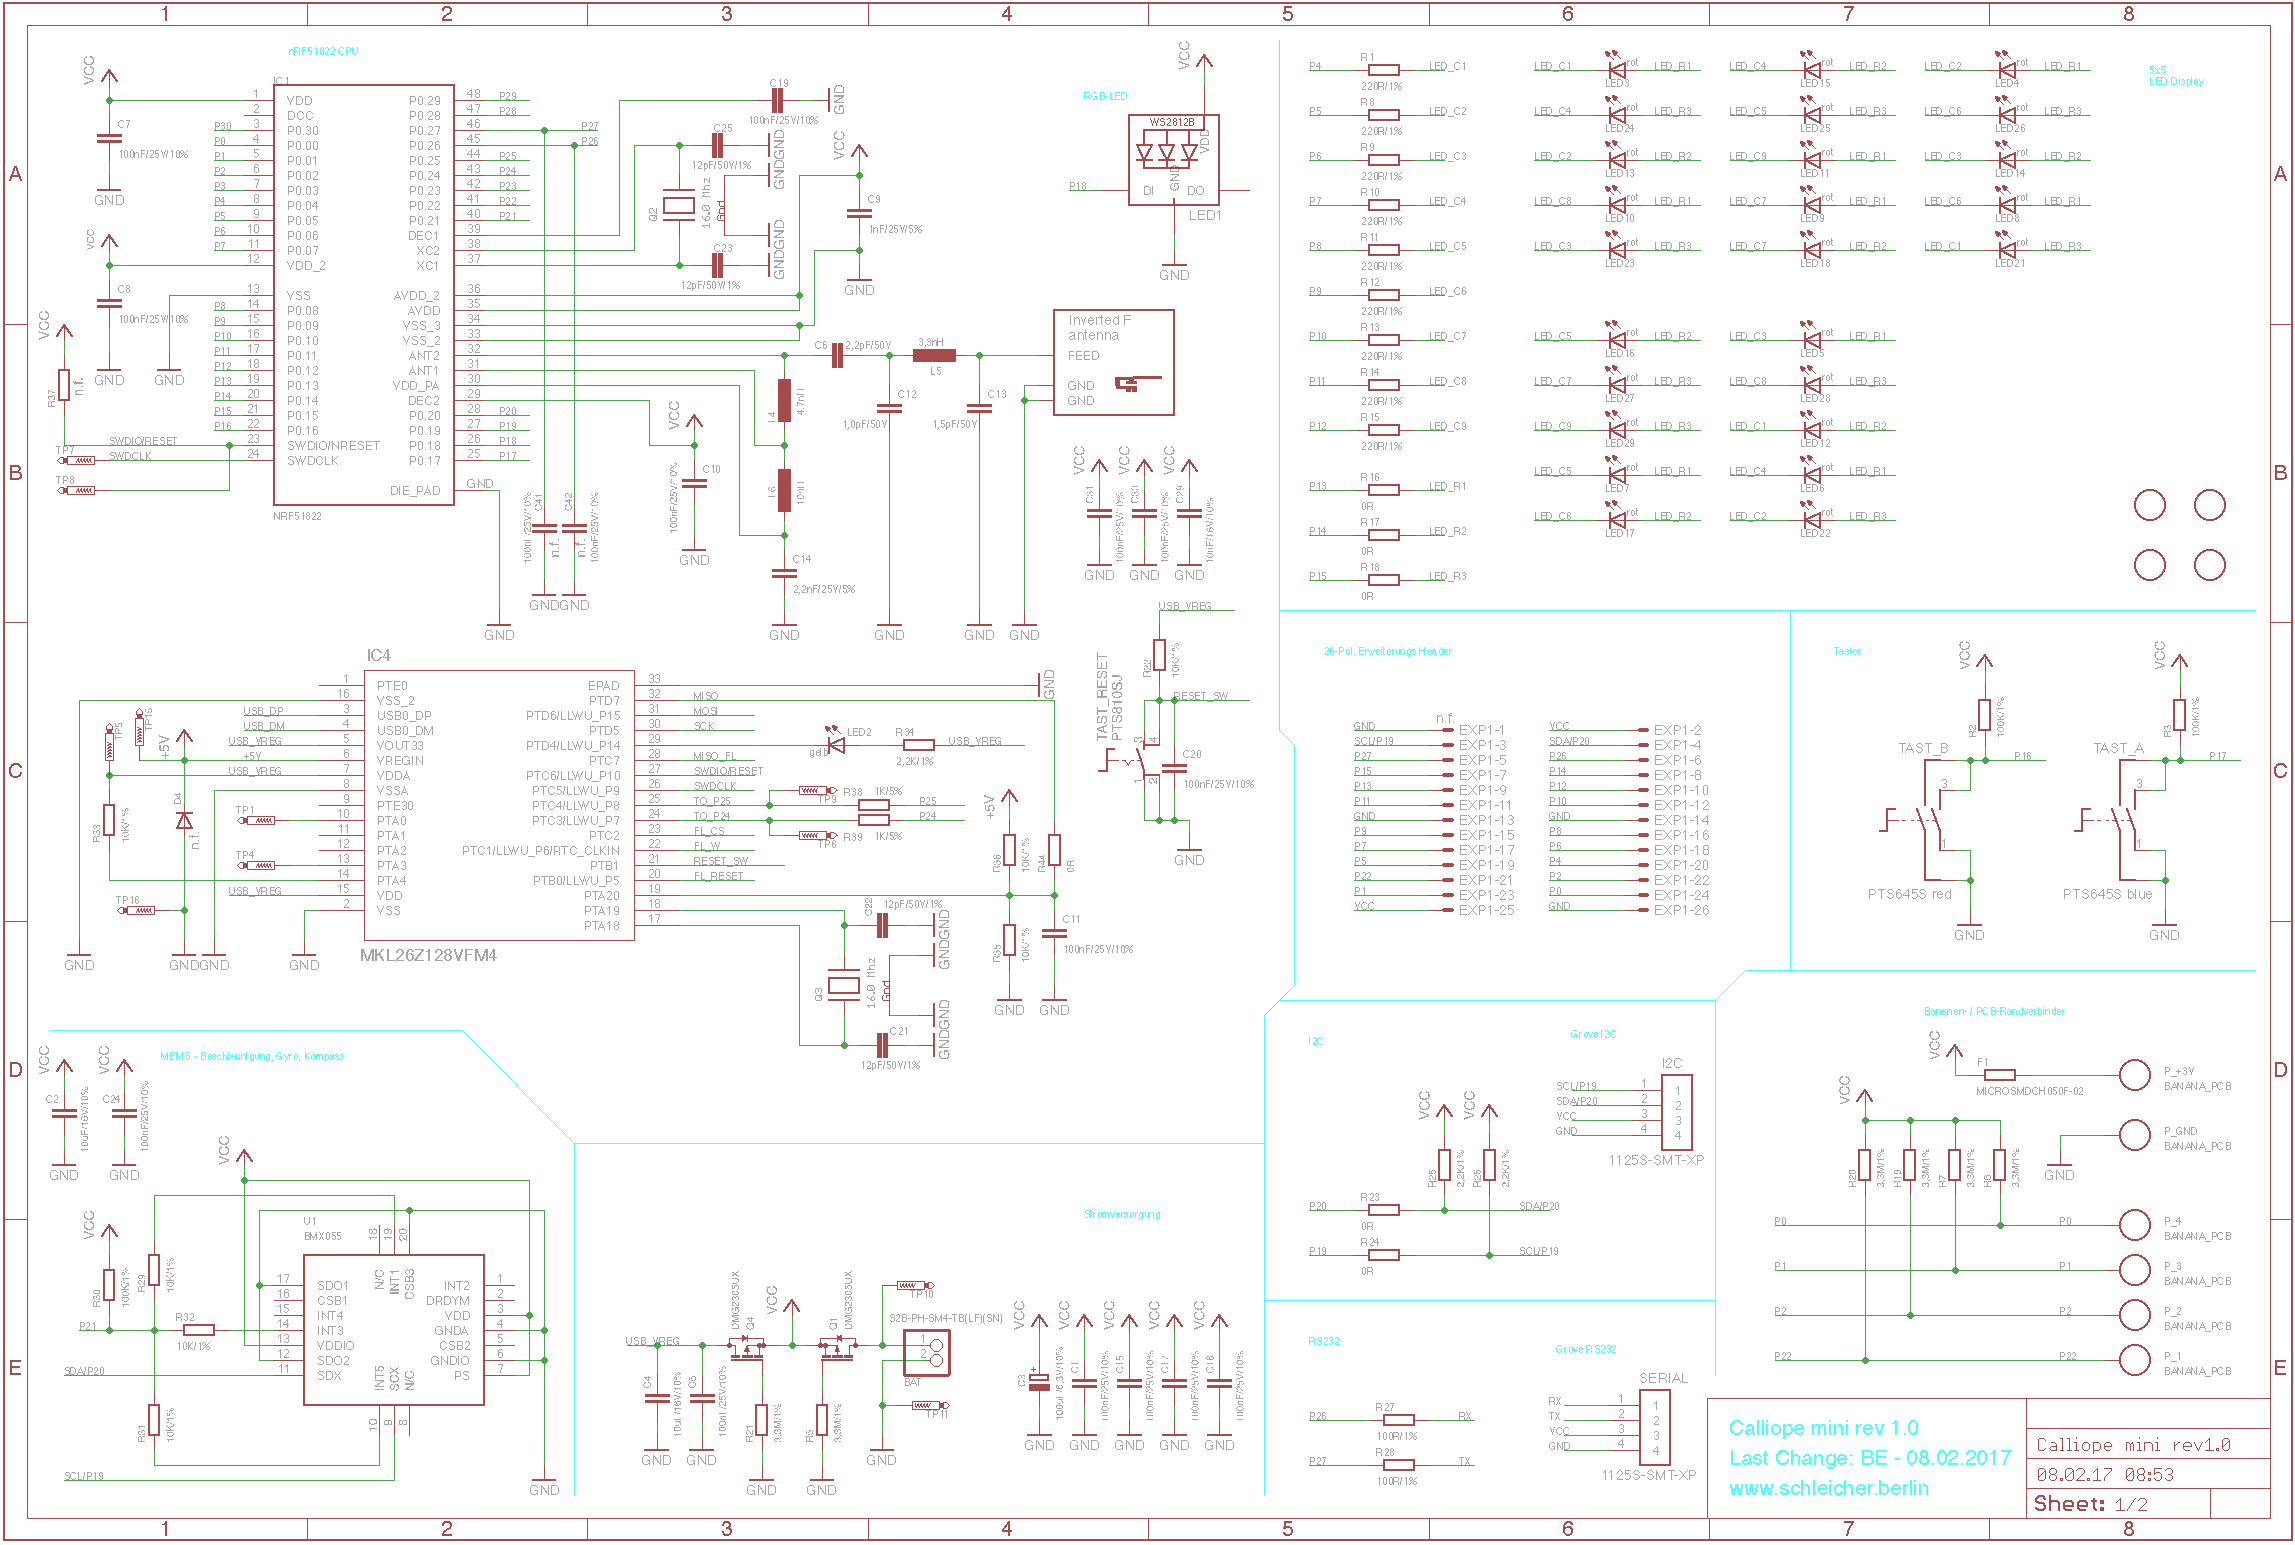 1 2 3 4 5 6 7 8
A
B
C
D
E
nRF51822 CPU
VCC
IC1
C7
100nF/25V/10%
GND
VCC
C8
100nF/25V/10%
GND
GND
VCC
R37
n.f.
SWDIO/RESET
SWDCLK
TP7
TP8
1 VDD
2 DCC
P30 3 P0.30
P0 4 P0.00
P1 5 P0.01
P2 6 P0.02
P3 7 P0.03
P4 8 P0.04
P5 9 P0.05
P6 10 P0.06
P7 11 P0.07
12 VDD_2
13 VSS
P8 14 P0.08
P9 15 P0.09
P10 16 P0.10
P11 17 P0.11
P12 18 P0.12
P13 19 P0.13
P14 20 P0.14
P15 21 P0.15
P16 22 P0.16
23 SWDIO/NRESET
24 SWDCLK
NRF51822
P0.29 48 P29
P0.28 47 P28
P0.27 46 P27
P0.26 45 P26
P0.25 44 P25
P0.24 43 P24
P0.23 42 P23
P0.22 41 P22
P0.21 40 P21
DEC1 39
XC2 38
XC1 37
AVDD_2 36
AVDD 35
VSS_3 34
VSS_2 33
ANT2 32
ANT1 31
VDD_PA 30
DEC2 29
P0.20 28 P20
P0.19 27 P19
P0.18 26 P18
P0.17 25 P17
DIE_PAD GND
GND
C41
100nF/25V/10%
n.f.
C42
100nF/25V/10%
n.f.
GND GND
C19
100nF/25V/10%
GND
C25
12pF/50V/1%
GND GND
Q2
16.0 Mhz
Gnd
C23
12pF/50V/1%
GND GND
VCC
C9
1nF/25V/5%
GND
C6 2,2pF/50V
3,3nH
L5
L4
4.7nH
L6
10nH
C12
1,0pF/50V
C13
1,5pF/50V
VCC
C10
100nF/25V/10%
GND
C14
2,2nF/25V/5%
GND
GND
GND
GND
Inverted F
antenna
FEED
GND
GND
RGB-LED
VCC
WS2812B
VDD
GND
P18
DI DO
LED1
GND
VCC VCC VCC
C31
100nF/25V/10%
C30
100nF/25V/10%
C29
10uF/16V/10%
GND GND GND
P4 R1 220R/1% LED_C1
P5 R8 220R/1% LED_C2
P6 R9 220R/1% LED_C3
P7 R10 220R/1% LED_C4
P8 R11 220R/1% LED_C5
P9 R12 220R/1% LED_C6
P10 R13 220R/1% LED_C7
P11 R14 220R/1% LED_C8
P12 R15 220R/1% LED_C9
P13 R16 0R LED_R1
P14 R17 0R LED_R2
P15 R18 0R LED_R3
5x5
LED Display
LED_C1 rot LED3 LED_R1 LED_C4 rot LED15 LED_R2 LED_C2 rot LED4 LED_R1
LED_C4 rot LED24 LED_R3 LED_C5 rot LED25 LED_R3 LED_C6 rot LED26 LED_R3
LED_C2 rot LED13 LED_R2 LED_C9 rot LED11 LED_R1 LED_C3 rot LED14 LED_R2
LED_C8 rot LED10 LED_R1 LED_C7 rot LED9 LED_R1 LED_C6 rot LED8 LED_R1
LED_C3 rot LED23 LED_R3 LED_C7 rot LED18 LED_R2 LED_C1 rot LED21 LED_R3
LED_C5 rot LED16 LED_R2 LED_C3 rot LED5 LED_R1
LED_C7 rot LED27 LED_R3 LED_C8 rot LED28 LED_R3
LED_C9 rot LED29 LED_R3 LED_C1 rot LED12 LED_R2
LED_C5 rot LED7 LED_R1 LED_C4 rot LED6 LED_R1
LED_C6 rot LED17 LED_R2 LED_C2 rot LED22 LED_R3
IC4
1 PTE0
16 VSS_2
USB_DP 3 USB0_DP
USB_DM 4 USB0_DM
USB_VREG 5 VOUT33
+5V 6 VREGIN
USB_VREG 7 VDDA
8 VSSA
9 PTE30
TP1 10 PTA0
11 PTA1
12 PTA2
TP4 13 PTA3
14 PTA4
USB_VREG 15 VDD
2 VSS
MKL26Z128VFM4
EPAD 33
PTD7 32 MISO
PTD6/LLWU_P15 31 MOSI
PTD5 30 SCK
PTD4/LLWU_P14 29
PTC7 28 MISO_FL
PTC6/LLWU_P10 27 SWDIO/RESET
PTC5/LLWU_P9 26 SWDCLK
PTC4/LLWU_P8 25 TO_P25
PTC3/LLWU_P7 24 TO_P24
PTC2 23 FL_CS
PTC1/LLWU_P6/RTC_CLKIN 22 FL_W
PTB1 21 RESET_SW
PTB0/LLWU_P5 20 FL_RESET
PTA20 19
PTA19 18
PTA18 17
TP5
TP15
+5V
R33
10K/1%
D4
n.f.
TP16
GND GND GND GND
GND
LED2
gelb
R34
2,2K/1%
USB_VREG
TP9
R38 1K/5% P25
R39 1K/5% P24
TP6
+5V
R36
10K/1%
R44
0R
R35
10K/1%
C11
100nF/25V/10%
GND GND
C22
12pF/50V/1%
GND GND
Q3
16.0 Mhz
Gnd
C21
12pF/50V/1%
GND GND
USB_VREG
R22
10K/1%
RESET_SW
TAST_RESET
PTS810SJ
3 4
1 2
C20
100nF/25V/10%
GND
26-Pol. Erweiterungs Header
n.f.
GND EXP1-1 VCC EXP1-2
SCL/P19 EXP1-3 SDA/P20 EXP1-4
P27 EXP1-5 P26 EXP1-6
P15 EXP1-7 P14 EXP1-8
P13 EXP1-9 P12 EXP1-10
P11 EXP1-11 P10 EXP1-12
GND EXP1-13 GND EXP1-14
P9 EXP1-15 P8 EXP1-16
P7 EXP1-17 P6 EXP1-18
P5 EXP1-19 P4 EXP1-20
P22 EXP1-21 P2 EXP1-22
P1 EXP1-23 P0 EXP1-24
VCC EXP1-25 GND EXP1-26
Taster
VCC
R2
100K/1%
TAST_B
P16
3
1
PTS645S red
GND
VCC
R3
100K/1%
TAST_A
P17
3
1
PTS645S blue
GND
MEMS - Beschleunigung, Gyro, Kompass
VCC VCC
C2
10uF/16V/10%
C24
100nF/25V/10%
GND GND
VCC
U1
BMX055
18 19 20
N/C INT1 CSB3
17 SDO1
16 CSB1
15 INT4
14 INT3
13 VDDIO
12 SDO2
11 SDX
INT2 1
DRDYM 2
VDD 3
GNDA 4
CSB2 5
GNDIO 6
PS 7
INT5 SCX N/C
10 9 8
VCC
R30
100K/1%
R29
10K/1%
R32
10K/1%
P21
SDA/P20
R31
10K/1%
SCL/P19
GND
Stromversorgung
USB_VREG
C4
10uF/16V/10%
C5
100nF/25V/10%
DMG2305UX
Q4
VCC
DMG2305UX
Q1
R21
3,3M/1%
R5
3,3M/1%
TP10
S2B-PH-SM4-TB(LF)(SN)
1
2
BAT
TP11
GND GND GND GND GND
VCC VCC VCC VCC VCC
C3
100uF/6,3V/10%
C1
100nF/25V/10%
C15
100nF/25V/10%
C17
100nF/25V/10%
C18
100nF/25V/10%
GND GND GND GND GND
I2C
Grove I2C
VCC VCC
R25
2,2K/1%
R26
2,2K/1%
P20 R23 0R SDA/P20
P19 R24 0R SCL/P19
I2C
SCL/P19 1 1
SDA/P20 2 2
VCC 3 3
GND 4 4
1125S-SMT-XP
RS232
Grove RS232
P26 R27 100R/1% RX
P27 R28 100R/1% TX
SERIAL
RX 1 1
TX 2 2
VCC 3 3
GND 4 4
1125S-SMT-XP
Bananen- / PCB-Randverbinder
VCC
F1
MICROSMDCH050F-02
P_+3V
BANANA_PCB
P_GND
BANANA_PCB
GND
VCC
R20
3,3M/1%
R19
3,3M/1%
R7
3,3M/1%
R6
3,3M/1%
P0 P0 P_4
BANANA_PCB
P1 P1 P_3
BANANA_PCB
P2 P2 P_2
BANANA_PCB
P22 P22 P_1
BANANA_PCB
Calliope mini rev 1.0
Last Change: BE - 08.02.2017
www.schleicher.berlin
Calliope mini rev1.0
08.02.17 08:53
Sheet: 1/2
1 2 3 4 5 6 7 8